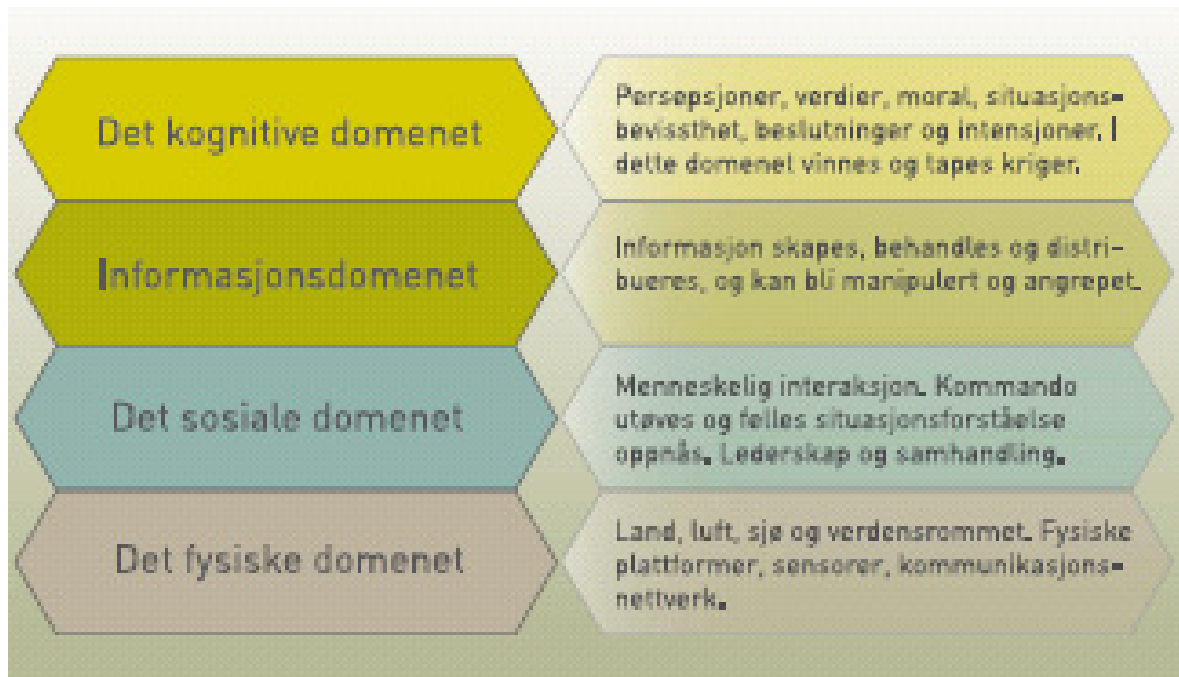 Det kognitive domenet
Persepsjoner, verdier, moral, situasjons-
bevissthet, beslutninger og intensjoner. I
dette domenet vinnes og tapes kriger.
Informasjonsdomenet
Informasjon skapes, behandles og distri-
bueres, og kan bli manipulert og angrepet.
Det sosiale domenet
Menneskelig interaksjon. Kommando
utøves og felles situasjonsforståelse
oppnås. Lederskap og samhandling.
Det fysiske domenet
Land, luft, sjø og verdensrommet. Fysiske
plattformer, sensorer, kommunikasjons-
nettverk.